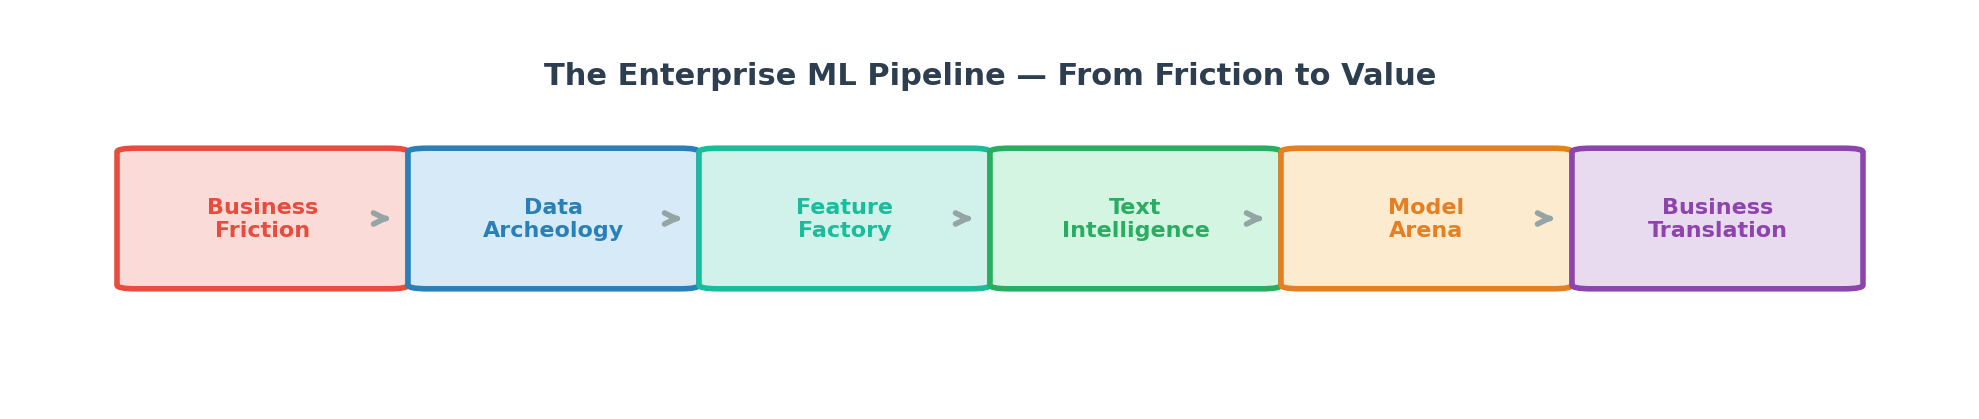 The Enterprise ML Pipeline — From Friction to Value
Business
Friction
Data
Archeology
Feature
Factory
Text
Intelligence
Model
Arena
Business
Translation